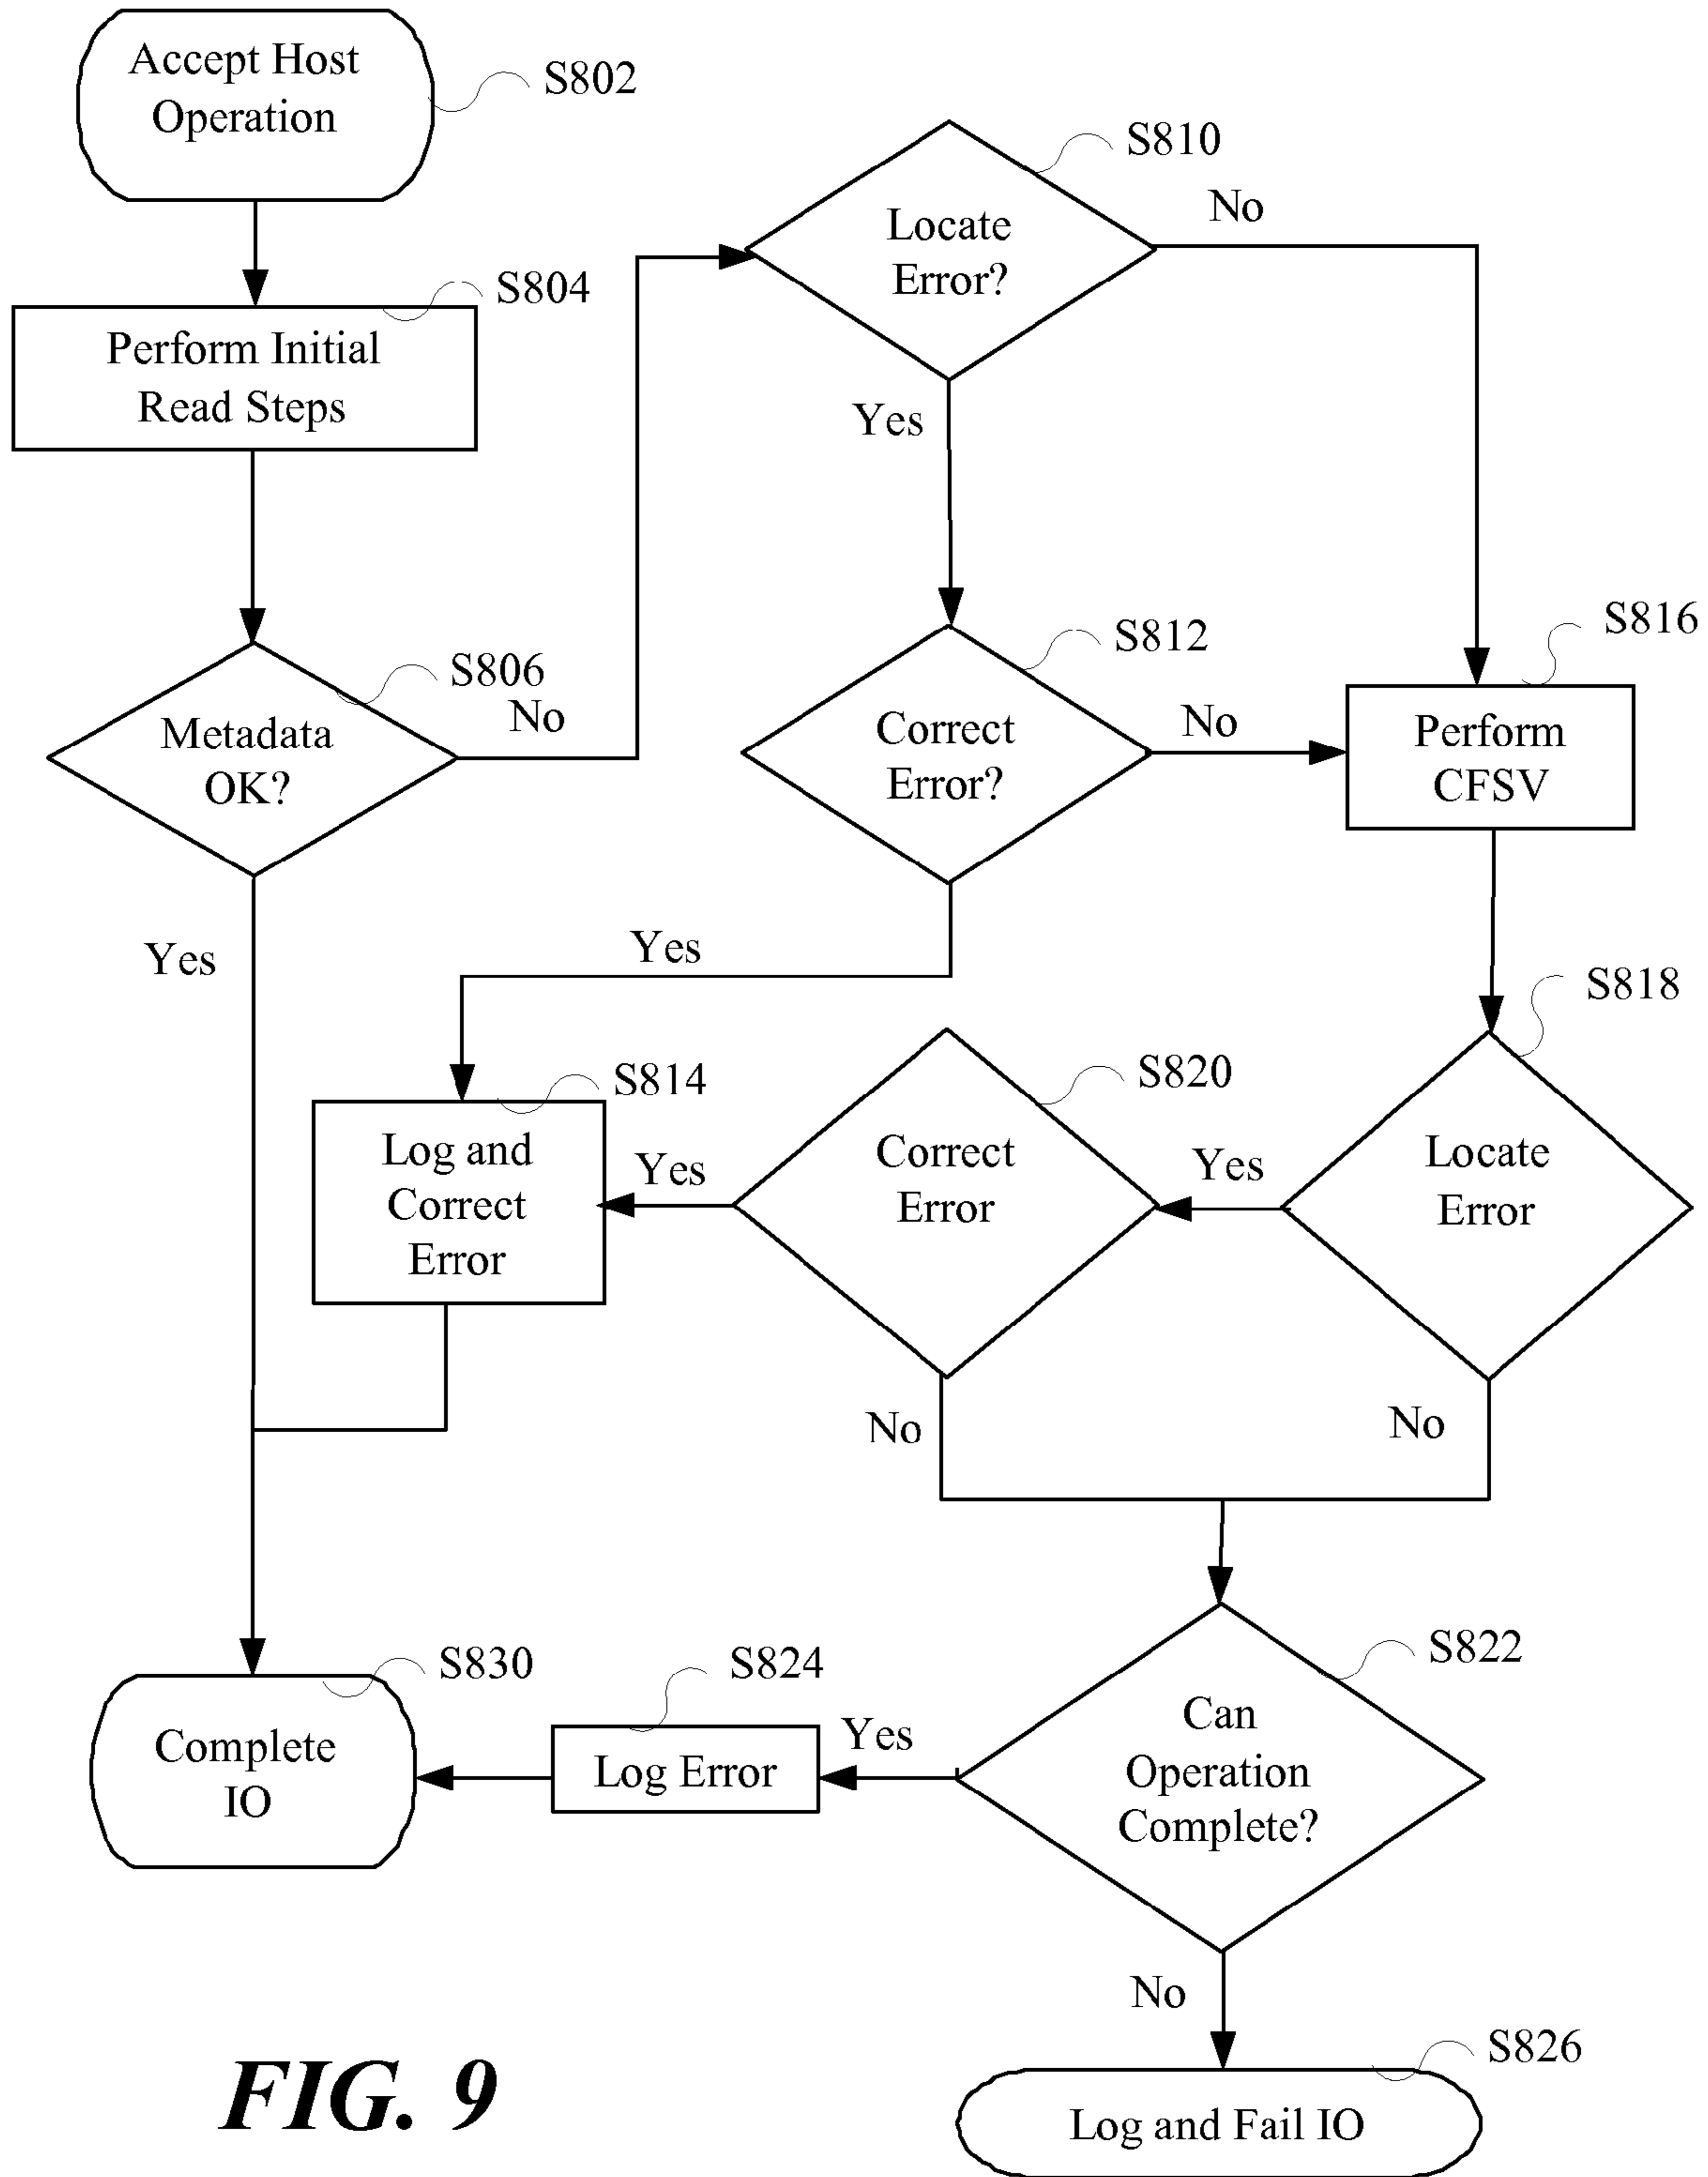 Accept Host
Operation
S802
S804
Perform Initial
Read Steps
S806
Metadata
OK?
No
Yes
S810
Locate
Error?
No
Yes
S812
Correct
Error?
No
Yes
S816
Perform
CFSV
S818
Locate
Error
Yes
No
S820
Correct
Error
Yes
No
S814
Log and
Correct
Error
S822
Can
Operation
Complete?
Yes
No
S824
Log Error
S830
Complete
IO
S826
Log and Fail IO
FIG. 9